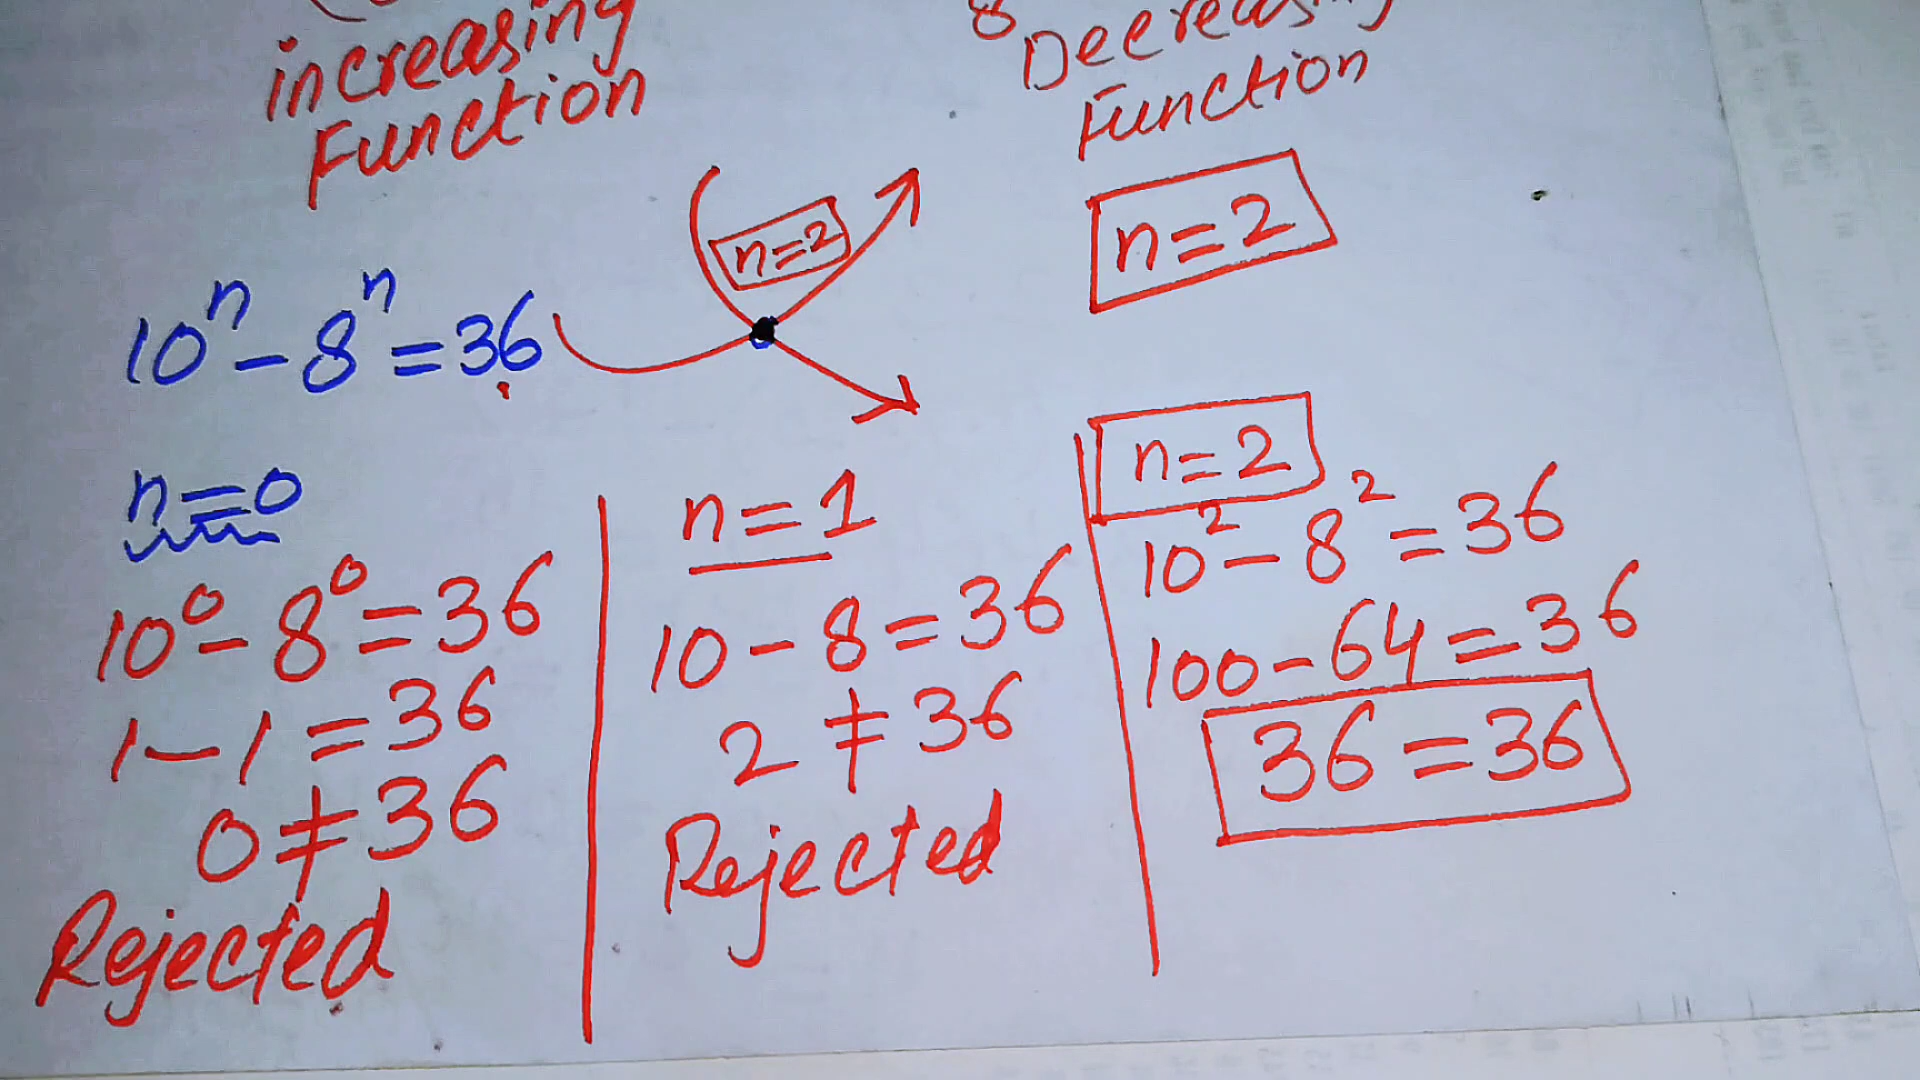 increasing
Function
8
Decreasing
Function
n=2
n=2
10ⁿ - 8ⁿ = 36
n=0
10⁰ - 8⁰ = 36
1 - 1 = 36
0 ≠ 36
Rejected
n = 1
10 - 8 = 36
2 ≠ 36
Rejected
n=2
10² - 8² = 36
100 - 64 = 36
36 = 36